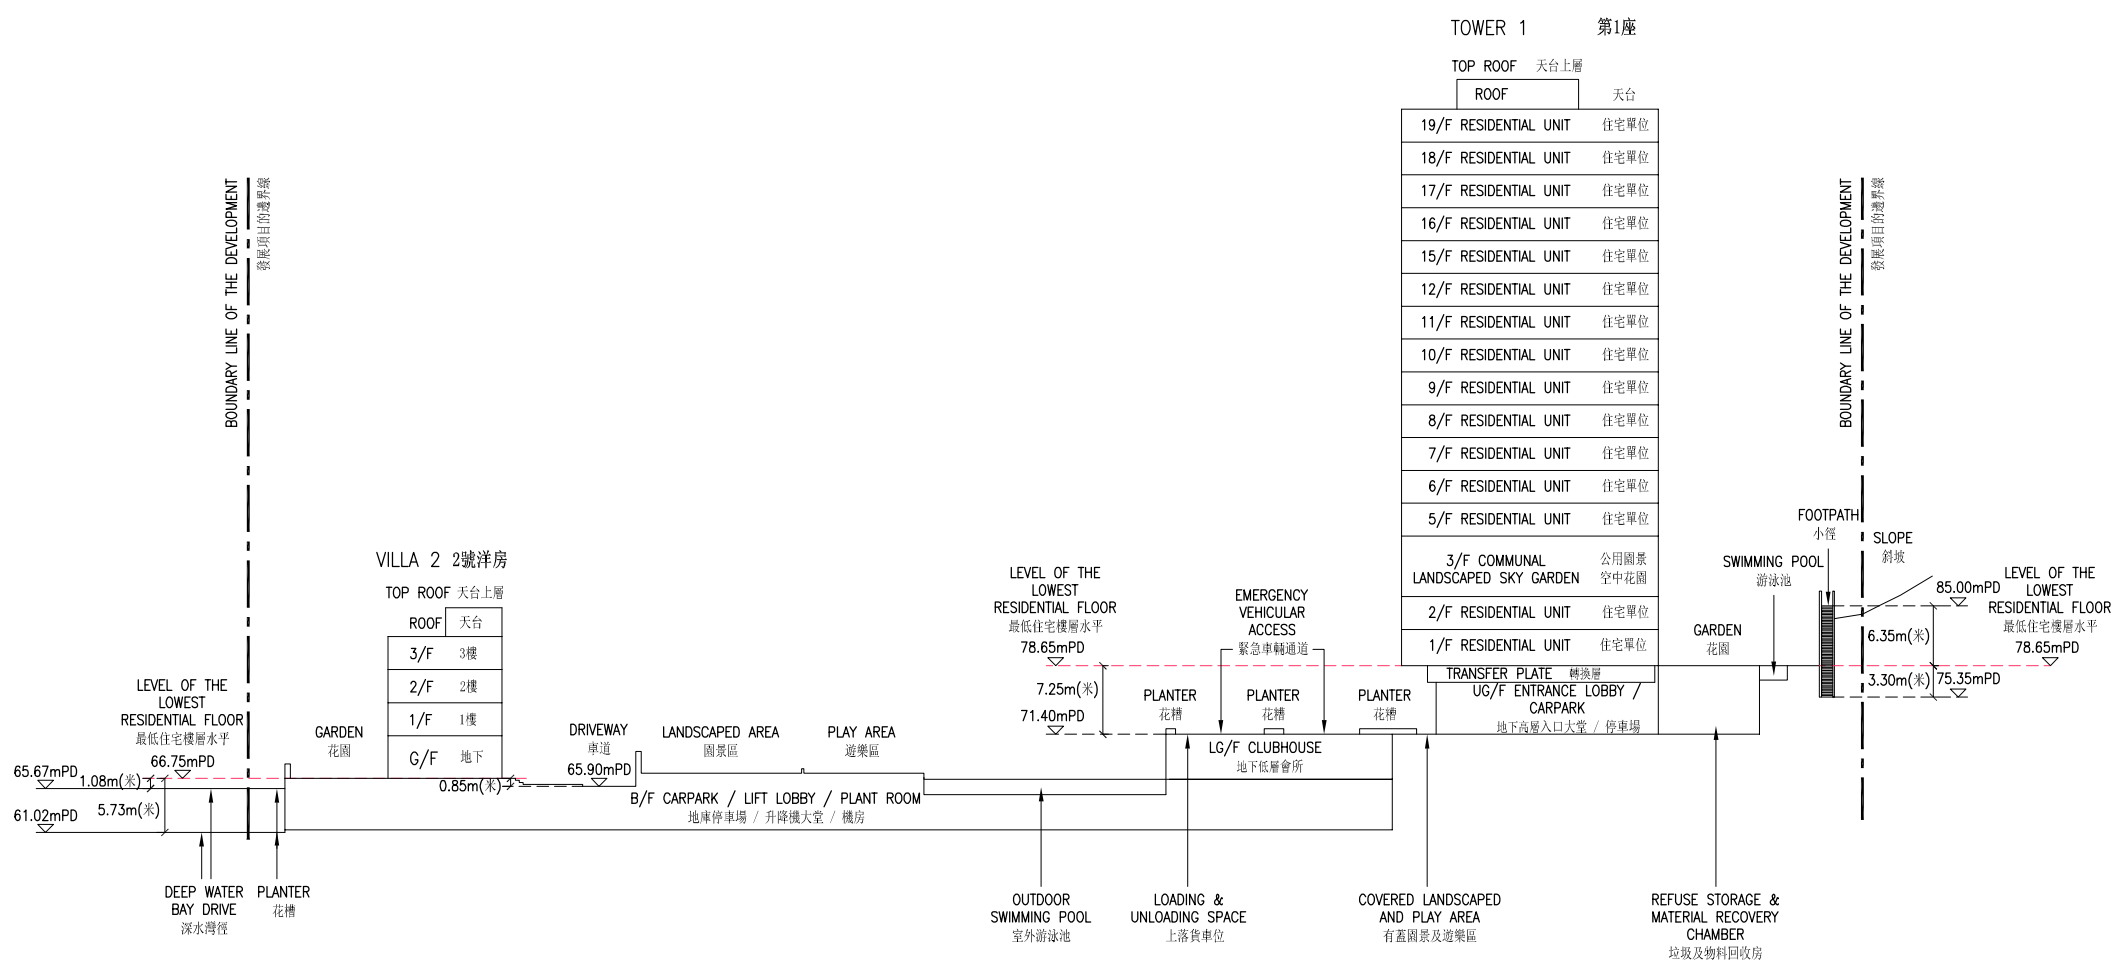 TOWER 1 第1座
TOP ROOF 天台上層
ROOF 天台
19/F RESIDENTIAL UNIT 住宅單位
18/F RESIDENTIAL UNIT 住宅單位
17/F RESIDENTIAL UNIT 住宅單位
16/F RESIDENTIAL UNIT 住宅單位
15/F RESIDENTIAL UNIT 住宅單位
12/F RESIDENTIAL UNIT 住宅單位
11/F RESIDENTIAL UNIT 住宅單位
10/F RESIDENTIAL UNIT 住宅單位
9/F RESIDENTIAL UNIT 住宅單位
8/F RESIDENTIAL UNIT 住宅單位
7/F RESIDENTIAL UNIT 住宅單位
6/F RESIDENTIAL UNIT 住宅單位
5/F RESIDENTIAL UNIT 住宅單位
3/F COMMUNAL 公用園景
LANDSCAPED SKY GARDEN 空中花園
2/F RESIDENTIAL UNIT 住宅單位
1/F RESIDENTIAL UNIT 住宅單位
TRANSFER PLATE 轉換層
UG/F ENTRANCE LOBBY /
CARPARK
地下高層入口大堂 / 停車場
BOUNDARY LINE OF THE DEVELOPMENT
發展項目的邊界線
BOUNDARY LINE OF THE DEVELOPMENT
發展項目的邊界線
VILLA 2 2號洋房
TOP ROOF 天台上層
ROOF 天台
3/F 3樓
2/F 2樓
1/F 1樓
G/F 地下
LEVEL OF THE
LOWEST
RESIDENTIAL FLOOR
最低住宅樓層水平
66.75mPD
65.67mPD
1.08m(米)
5.73m(米)
61.02mPD
GARDEN
花園
DRIVEWAY
車道
65.90mPD
0.85m(米)
LANDSCAPED AREA
園景區
PLAY AREA
遊樂區
B/F CARPARK / LIFT LOBBY / PLANT ROOM
地庫停車場 / 升降機大堂 / 機房
LEVEL OF THE
LOWEST
RESIDENTIAL FLOOR
最低住宅樓層水平
78.65mPD
7.25m(米)
71.40mPD
EMERGENCY
VEHICULAR
ACCESS
緊急車輛通道
PLANTER
花糟
PLANTER
花糟
PLANTER
花糟
LG/F CLUBHOUSE
地下低層會所
GARDEN
花園
SWIMMING POOL
游泳池
FOOTPATH
小徑
SLOPE
斜坡
85.00mPD
6.35m(米)
3.30m(米)
75.35mPD
LEVEL OF THE
LOWEST
RESIDENTIAL FLOOR
最低住宅樓層水平
78.65mPD
DEEP WATER
BAY DRIVE
深水灣徑
PLANTER
花槽
OUTDOOR
SWIMMING POOL
室外游泳池
LOADING &
UNLOADING SPACE
上落貨車位
COVERED LANDSCAPED
AND PLAY AREA
有蓋園景及遊樂區
REFUSE STORAGE &
MATERIAL RECOVERY
CHAMBER
垃圾及物料回收房